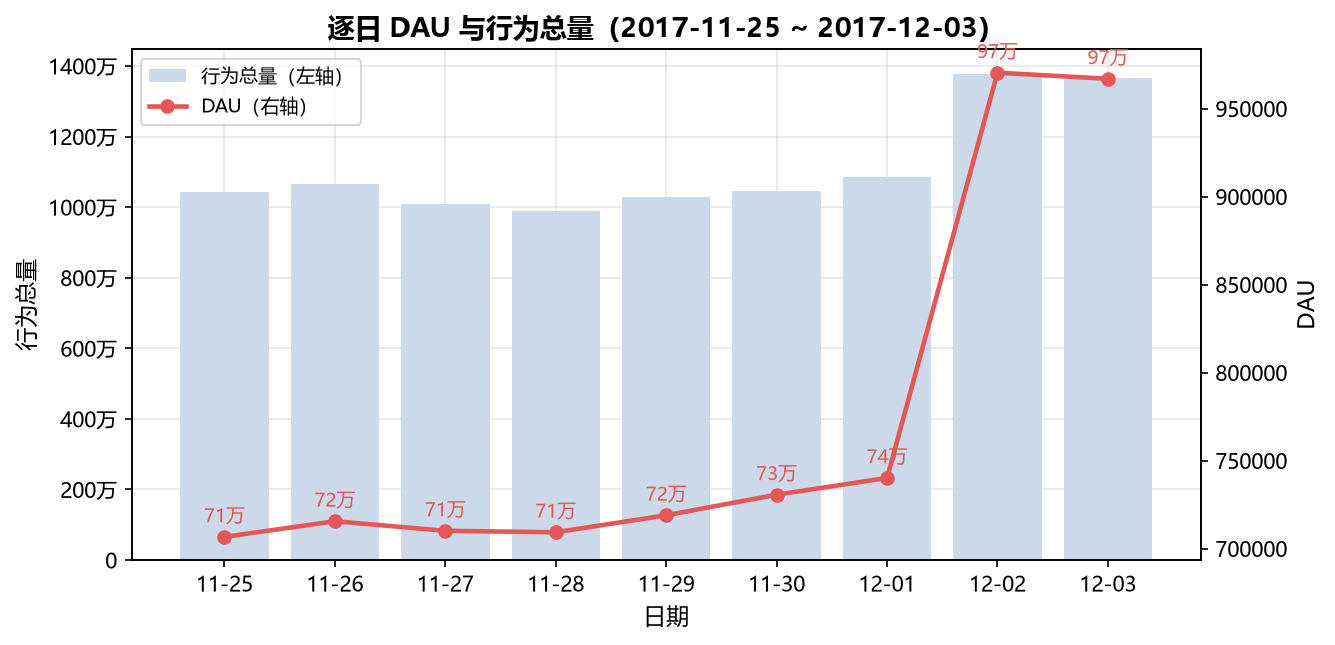 逐日 DAU 与行为总量（2017-11-25 ~ 2017-12-03）
行为总量（左轴）
DAU（右轴）
行为总量
1400万
1200万
1000万
800万
600万
400万
200万
0
71万
72万
71万
71万
72万
73万
74万
97万
97万
950000
900000
850000
800000
750000
700000
DAU
11-25
11-26
11-27
11-28
11-29
11-30
12-01
12-02
12-03
日期